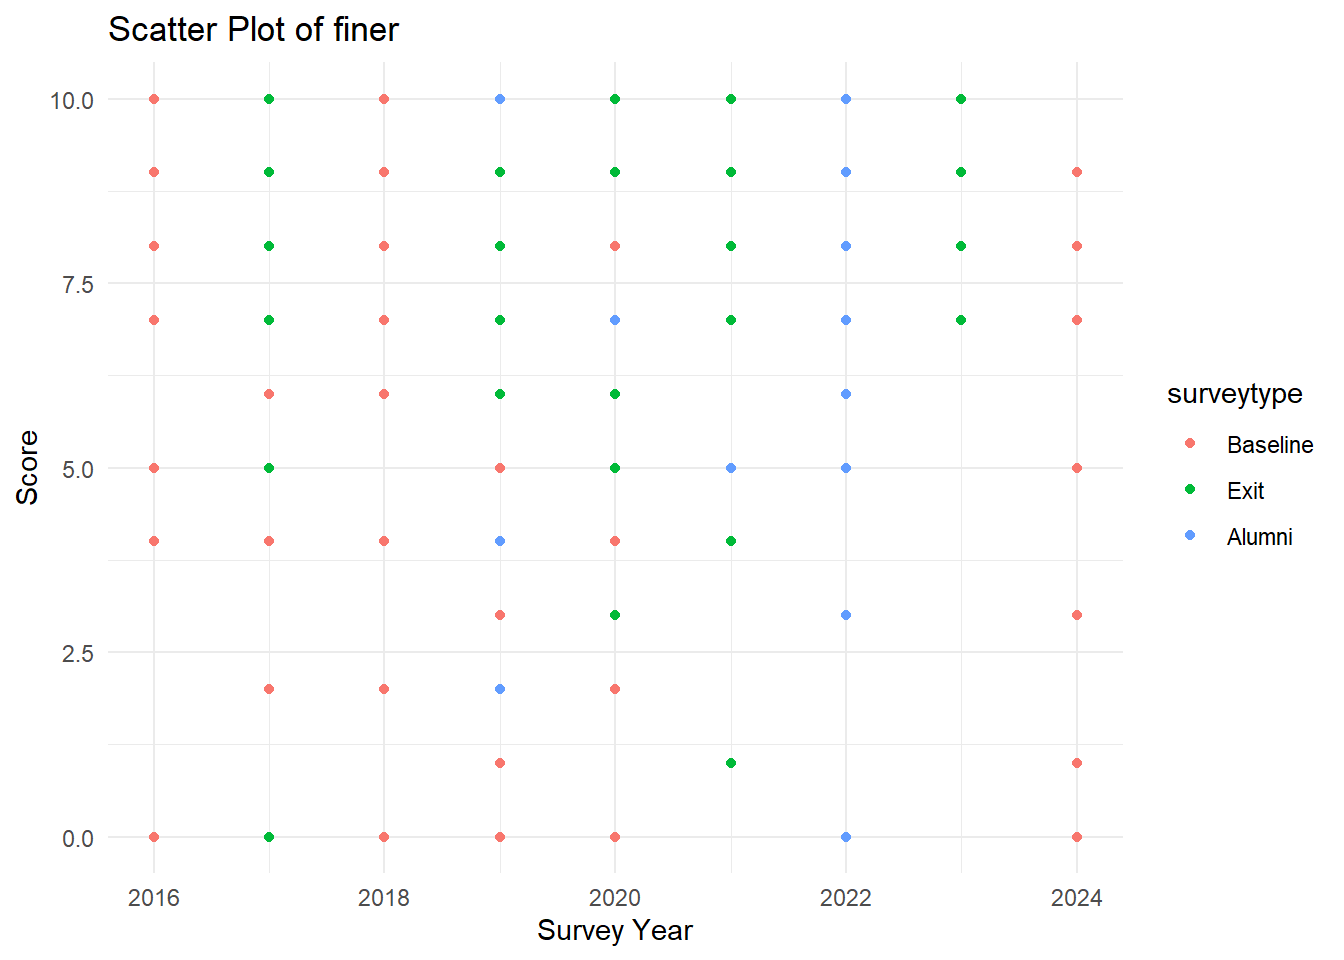 Scatter Plot of finer
10.0
7.5
5.0
2.5
0.0
Score
2016 2018 2020 2022 2024
Survey Year
surveytype
Baseline
Exit
Alumni